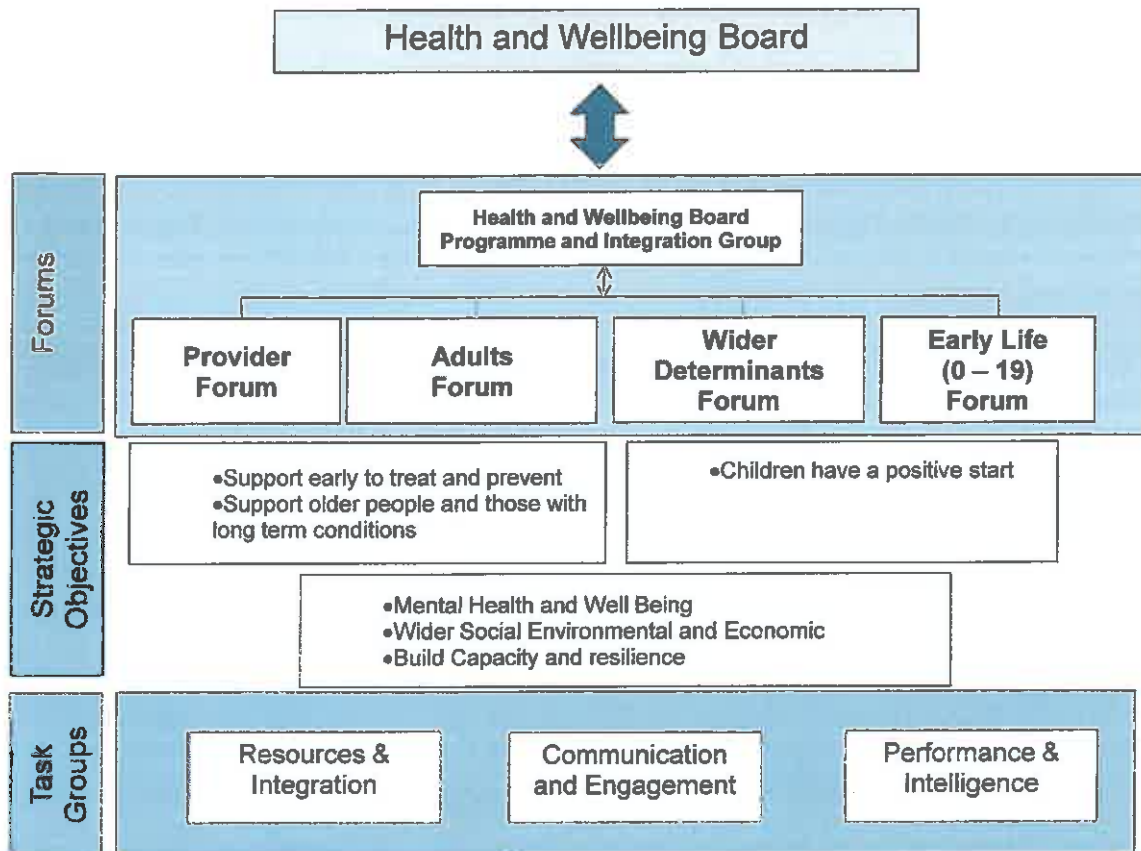 Health and Wellbeing Board
Forums
Health and Wellbeing Board
Programme and Integration Group
Provider
Forum
Adults
Forum
Wider
Determinants
Forum
Early Life
(0 – 19)
Forum
Strategic
Objectives
•Support early to treat and prevent
•Support older people and those with
long term conditions
•Children have a positive start
•Mental Health and Well Being
•Wider Social Environmental and Economic
•Build Capacity and resilience
Task
Groups
Resources &
Integration
Communication
and Engagement
Performance &
Intelligence